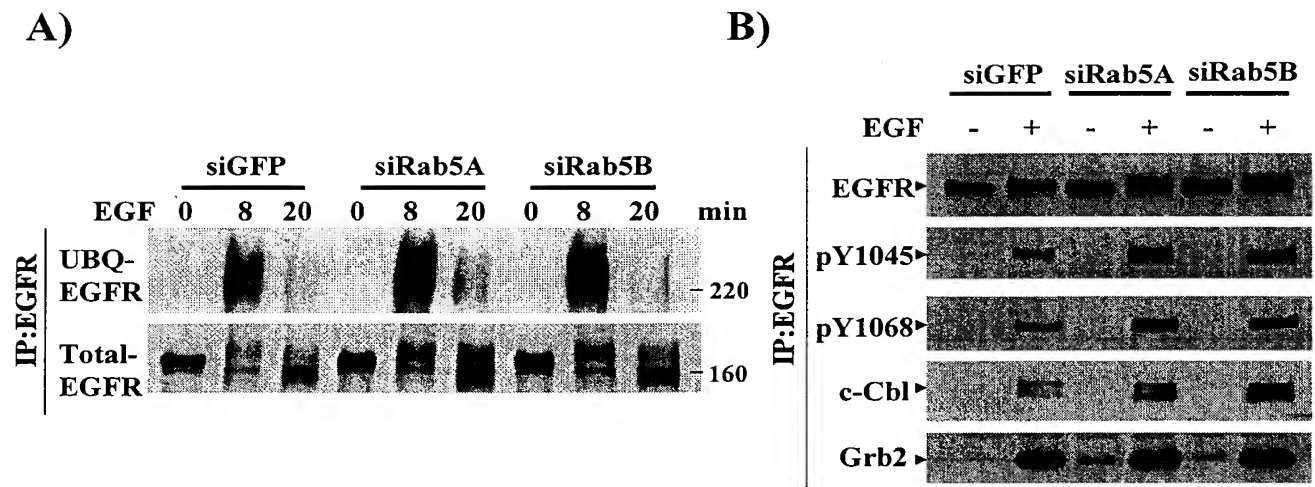 A)
siGFP siRab5A siRab5B
EGF 0 8 20 0 8 20 0 8 20 min
IP:EGFR
UBQ-
EGFR
220
Total-
EGFR
160
B)
siGFP siRab5A siRab5B
EGF - + - + - +
IP:EGFR
EGFR
pY1045
pY1068
c-Cbl
Grb2